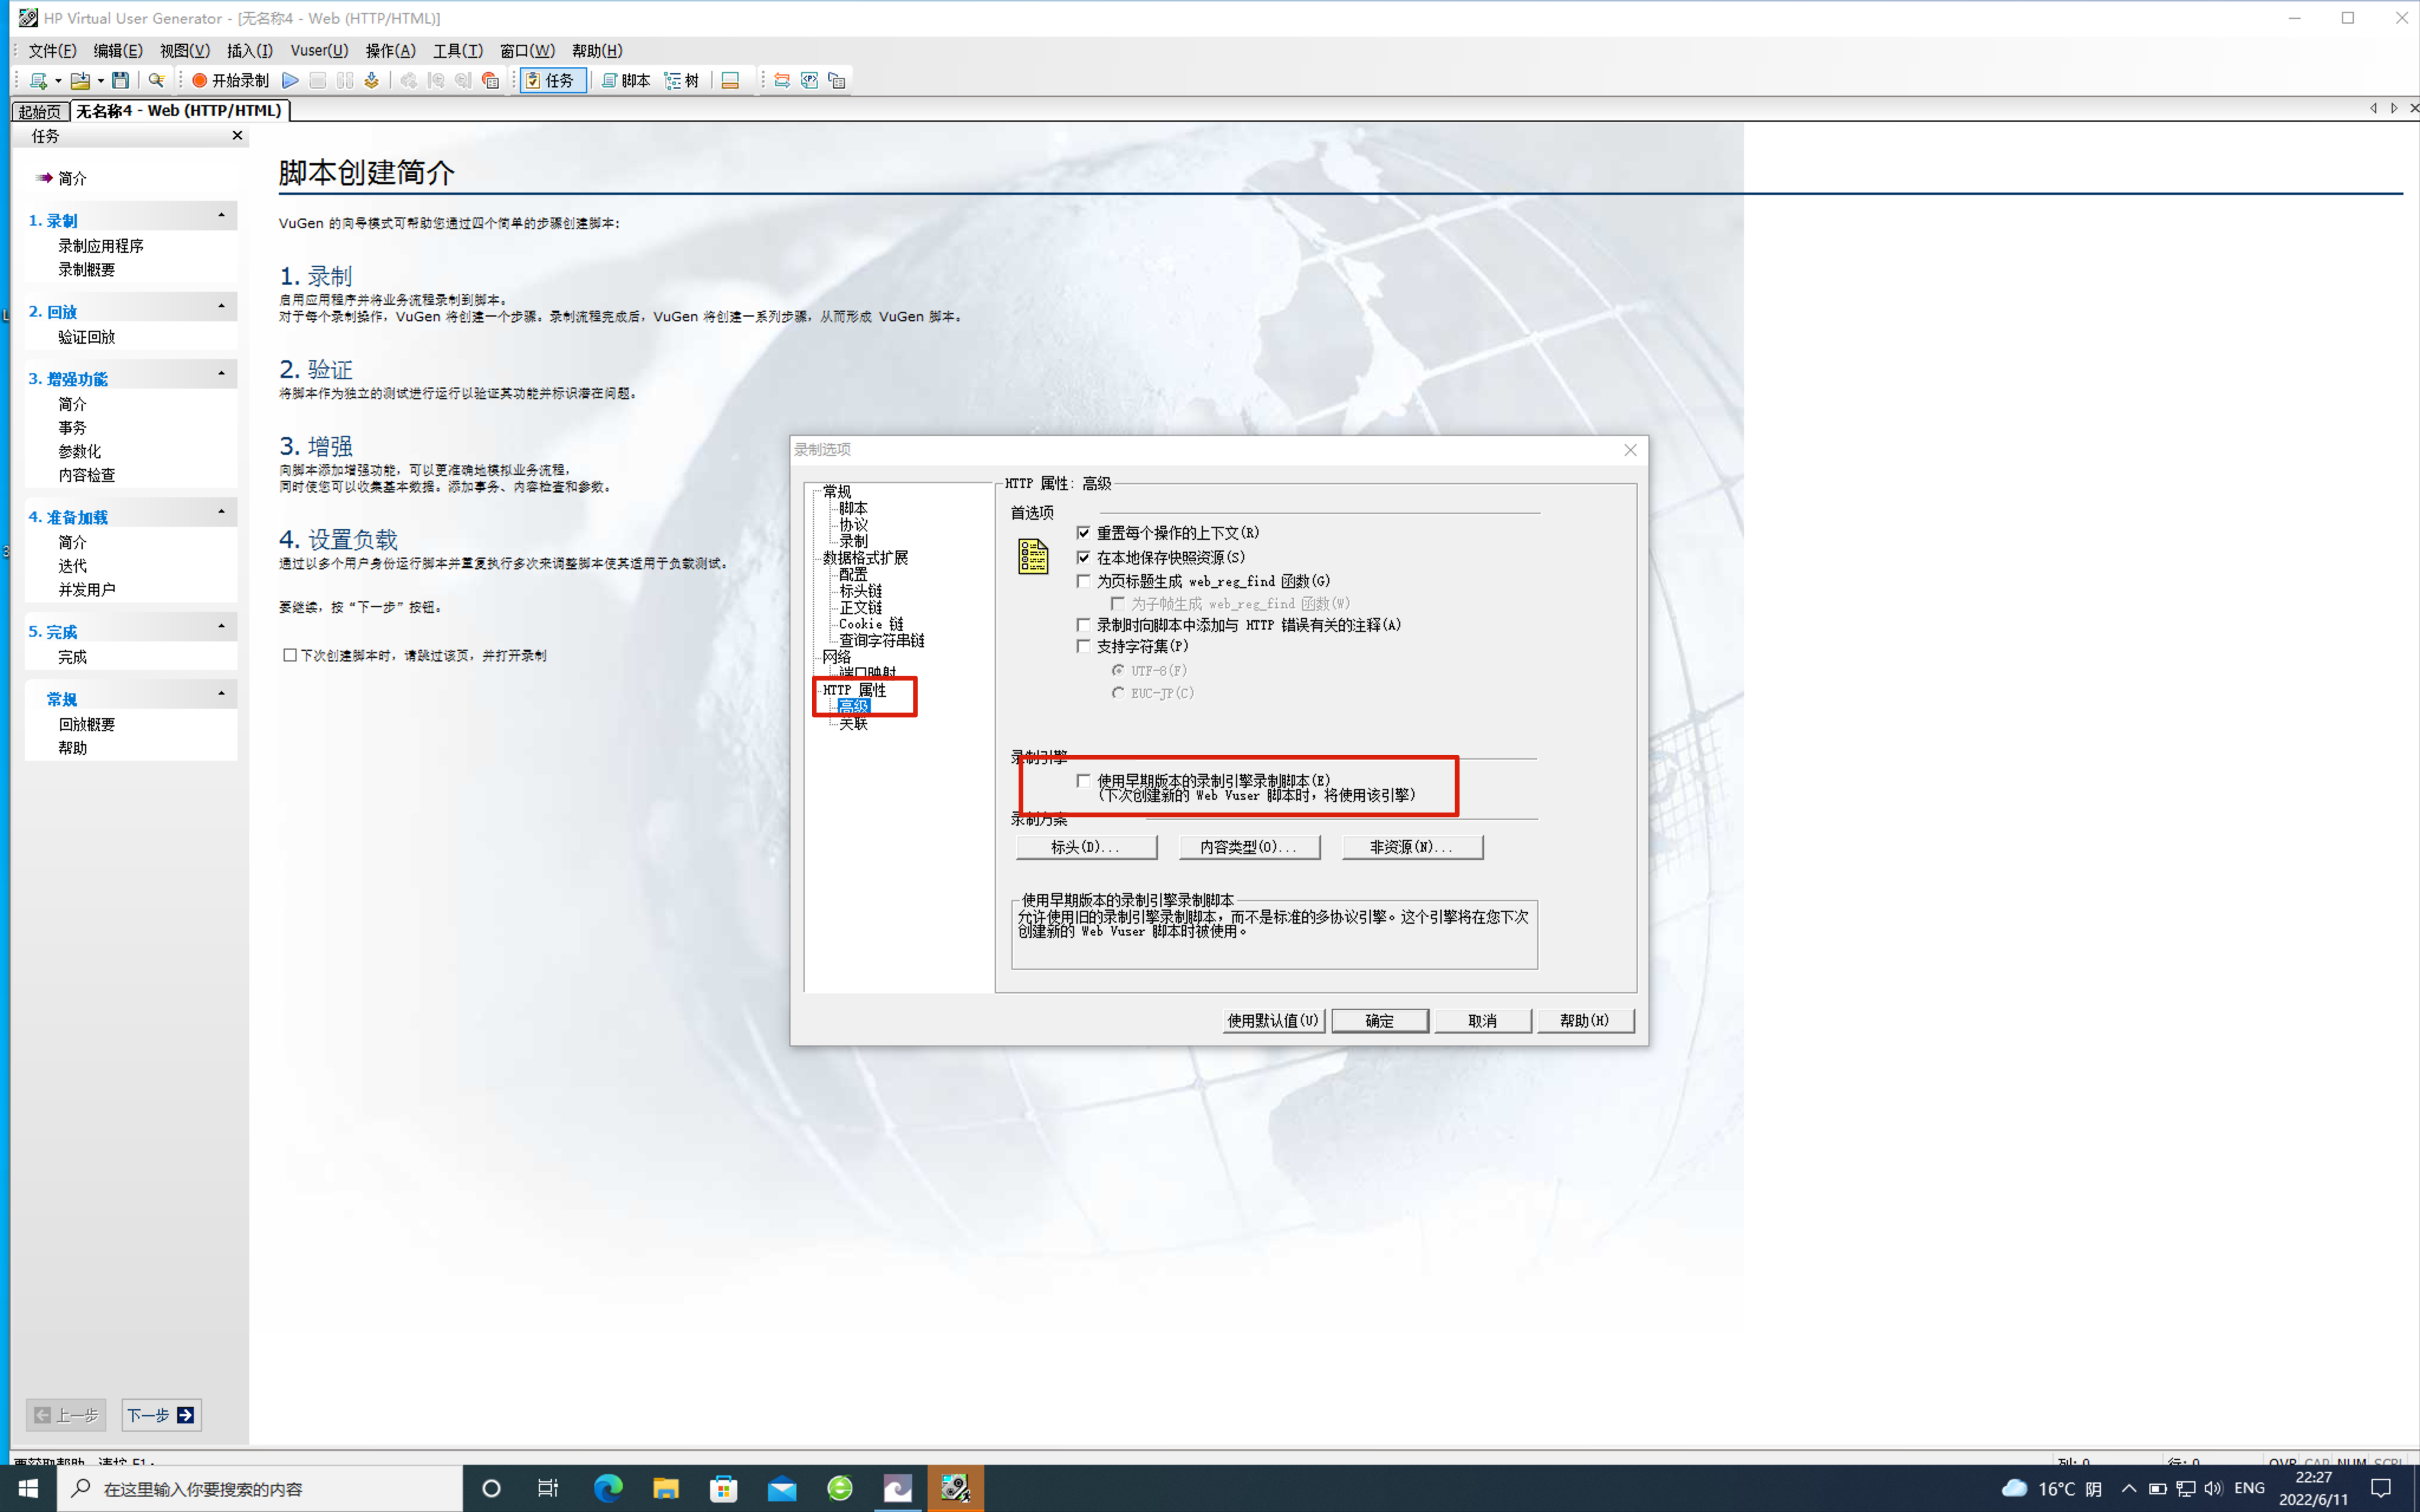 HP Virtual User Generator - [无名称4 - Web (HTTP/HTML)]
文件(F) 编辑(E) 视图(V) 插入(I) Vuser(U) 操作(A) 工具(T) 窗口(W) 帮助(H)
开始录制 任务 脚本 树
起始页 无名称4 - Web (HTTP/HTML)
任务
简介
1. 录制
录制应用程序
录制概要
2. 回放
验证回放
3. 增强功能
简介
事务
参数化
内容检查
4. 准备加载
简介
迭代
并发用户
5. 完成
完成
常规
回放概要
帮助
上一步 下一步
脚本创建简介
VuGen 的向导模式可帮助您通过四个简单的步骤创建脚本:
1. 录制
启用应用程序并将业务流程录制到脚本。
对于每个录制操作，VuGen 将创建一个步骤。录制流程完成后，VuGen 将创建一系列步骤，从而形成 VuGen 脚本。
2. 验证
将脚本作为独立的测试进行运行以验证其功能并标识潜在问题。
3. 增强
向脚本添加增强功能，可以更准确地模拟业务流程，
同时使您可以收集基本数据。添加事务、内容检查和参数。
4. 设置负载
通过以多个用户身份运行脚本并重复执行多次来调整脚本使其适用于负载测试。
要继续，按“下一步”按钮。
下次创建脚本时，请跳过该页，并打开录制
录制选项
常规
脚本
协议
录制
数据格式扩展
配置
标头链
正文链
Cookie 链
查询字符串链
网络
端口映射
HTTP 属性
高级
关联
HTTP 属性: 高级
首选项
重置每个操作的上下文(R)
在本地保存快照资源(S)
为页标题生成 web_reg_find 函数(G)
为子帧生成 web_reg_find 函数(W)
录制时向脚本中添加与 HTTP 错误有关的注释(A)
支持字符集(P)
UTF-8(F)
EUC-JP(C)
录制引擎
使用早期版本的录制引擎录制脚本(E)
(下次创建新的 Web Vuser 脚本时，将使用该引擎)
录制方案
标头(D)... 内容类型(O)... 非资源(N)...
使用早期版本的录制引擎录制脚本
允许使用旧的录制引擎录制脚本，而不是标准的多协议引擎。这个引擎将在您下次
创建新的 Web Vuser 脚本时被使用。
使用默认值(U) 确定 取消 帮助(H)
要获取帮助，请按 F1。
列: 0 行: 0 OVR CAP NUM SCRL
在这里输入你要搜索的内容
16°C 阴 ENG
22:27
2022/6/11